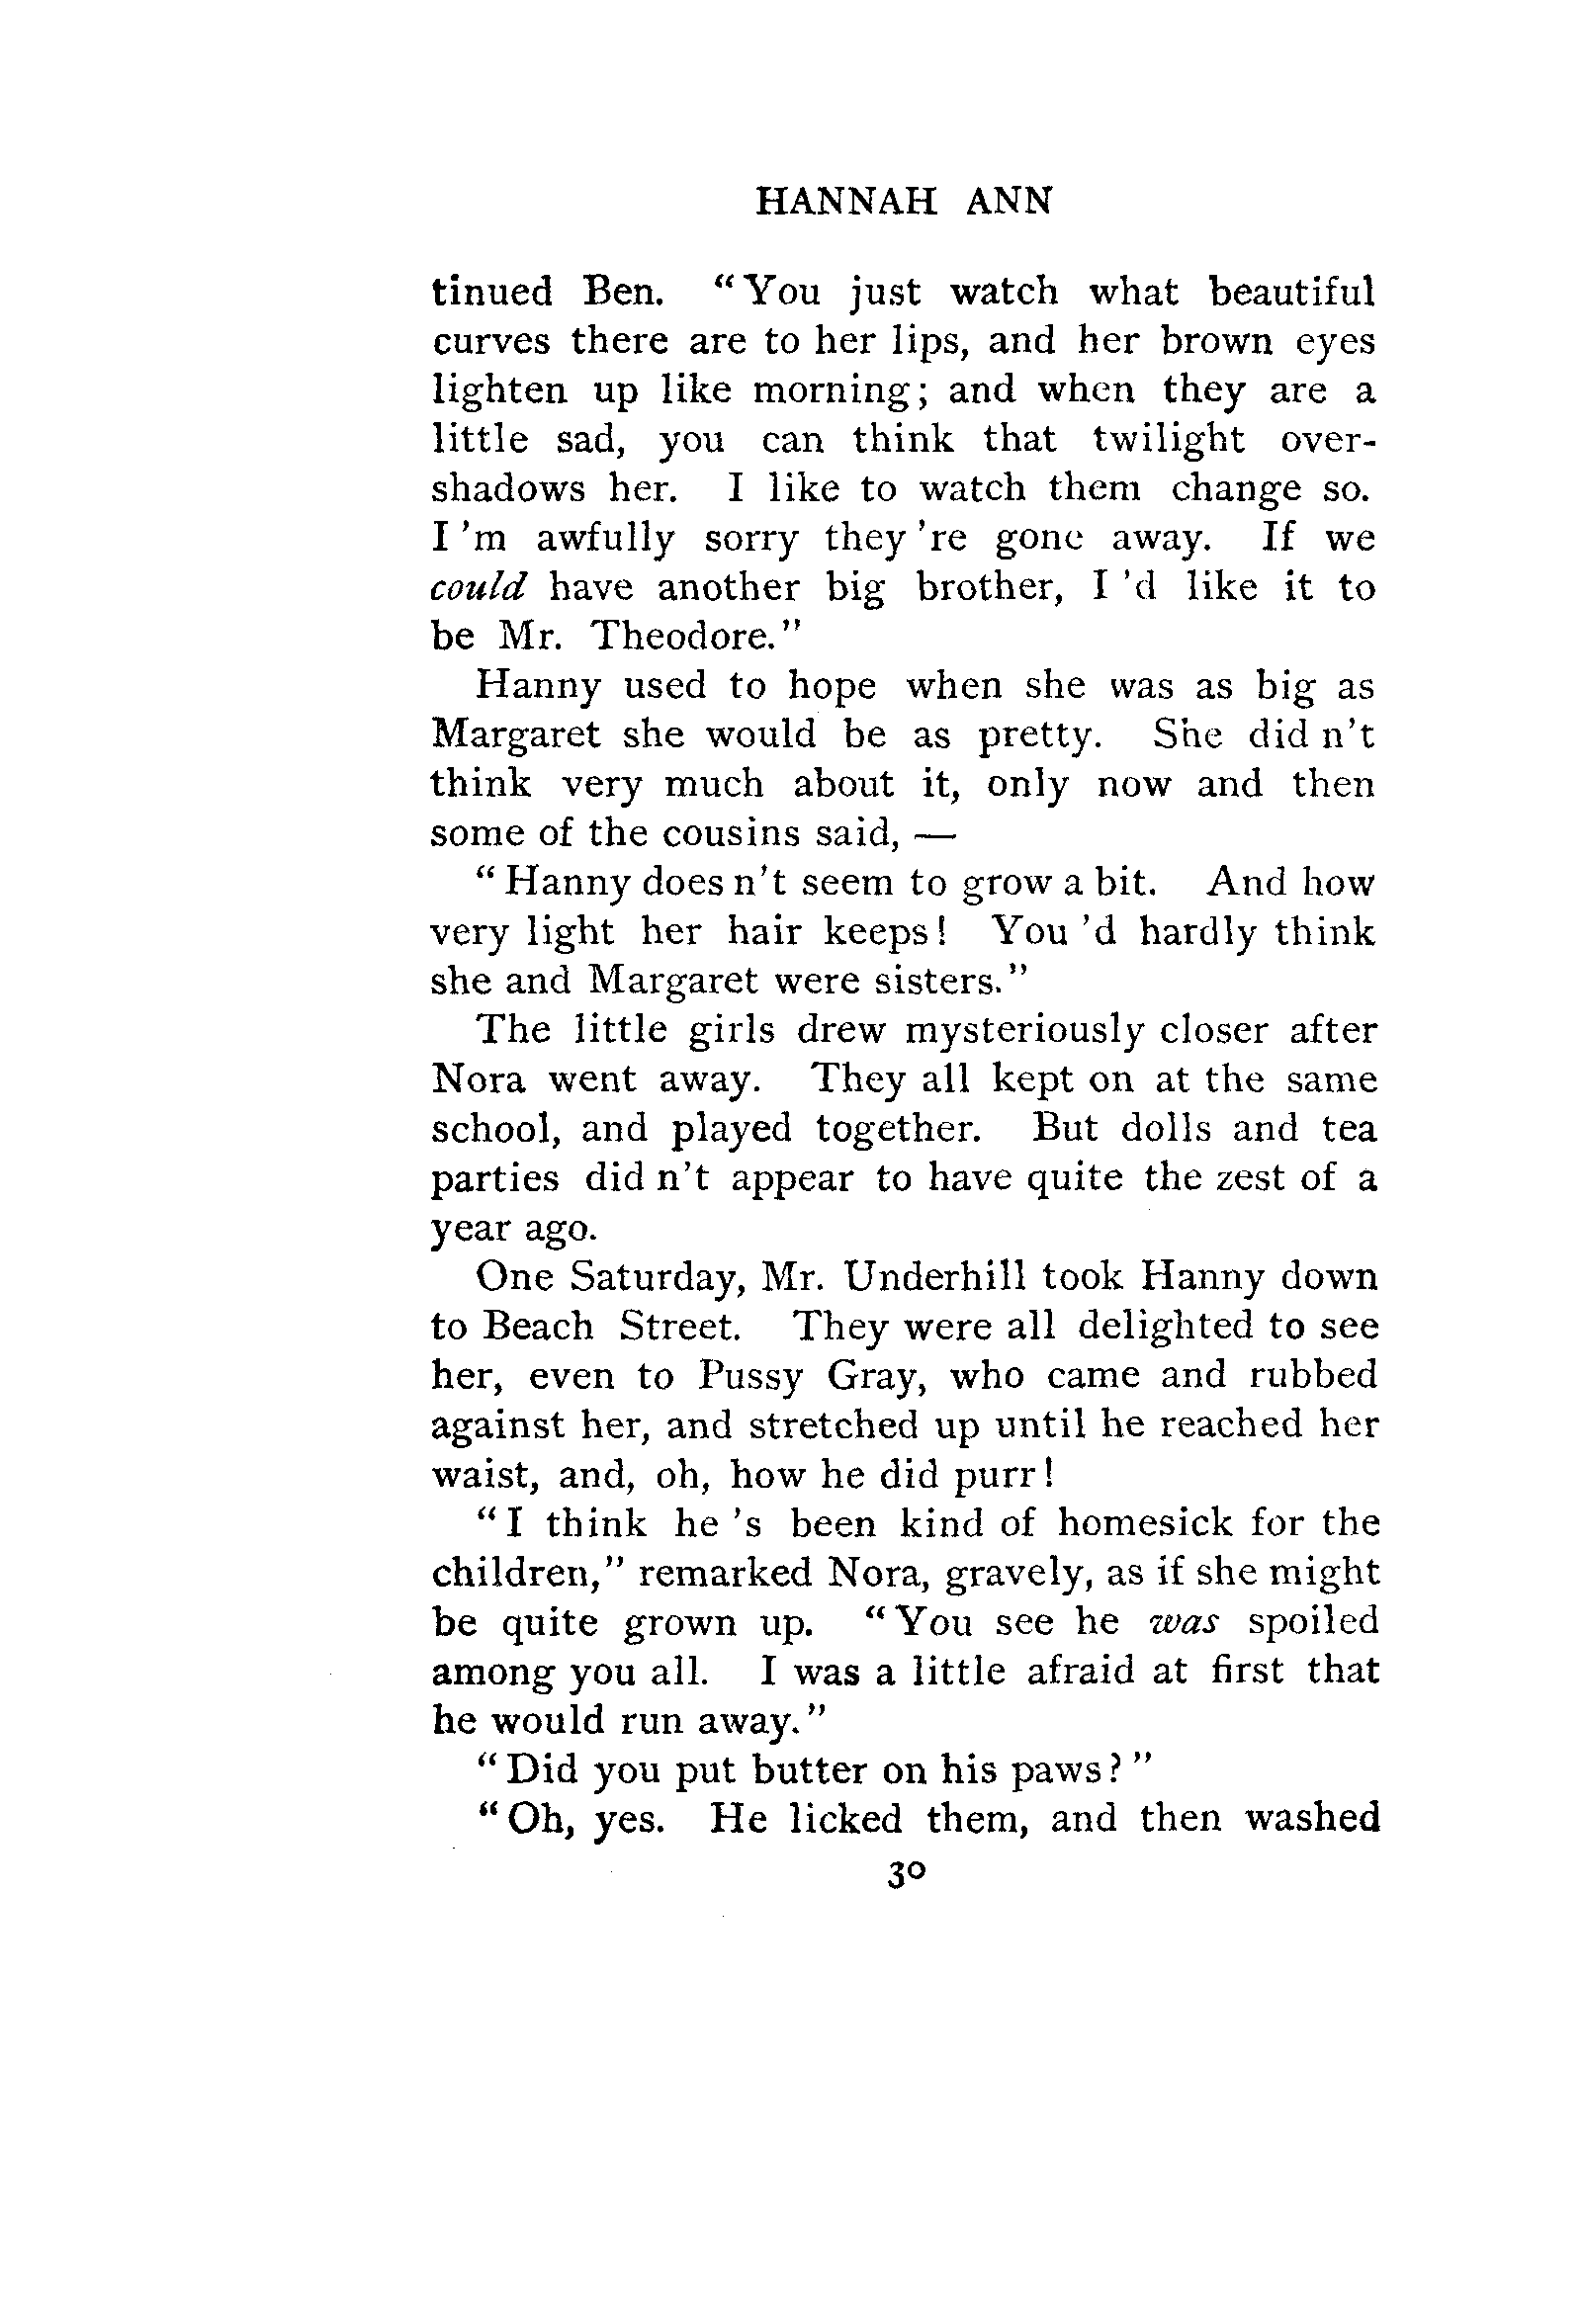 HANNAH ANN
tinued Ben. “You just watch what beautiful
curves there are to her lips, and her brown eyes
lighten up like morning; and when they are a
little sad, you can think that twilight over-
shadows her. I like to watch them change so.
I 'm awfully sorry they 're gone away. If we
could have another big brother, I 'd like it to
be Mr. Theodore.”
Hanny used to hope when she was as big as
Margaret she would be as pretty. She did n't
think very much about it, only now and then
some of the cousins said, —
“Hanny does n't seem to grow a bit. And how
very light her hair keeps! You 'd hardly think
she and Margaret were sisters.”
The little girls drew mysteriously closer after
Nora went away. They all kept on at the same
school, and played together. But dolls and tea
parties did n't appear to have quite the zest of a
year ago.
One Saturday, Mr. Underhill took Hanny down
to Beach Street. They were all delighted to see
her, even to Pussy Gray, who came and rubbed
against her, and stretched up until he reached her
waist, and, oh, how he did purr!
“I think he 's been kind of homesick for the
children,” remarked Nora, gravely, as if she might
be quite grown up. “You see he was spoiled
among you all. I was a little afraid at first that
he would run away.”
“Did you put butter on his paws?”
“Oh, yes. He licked them, and then washed
30